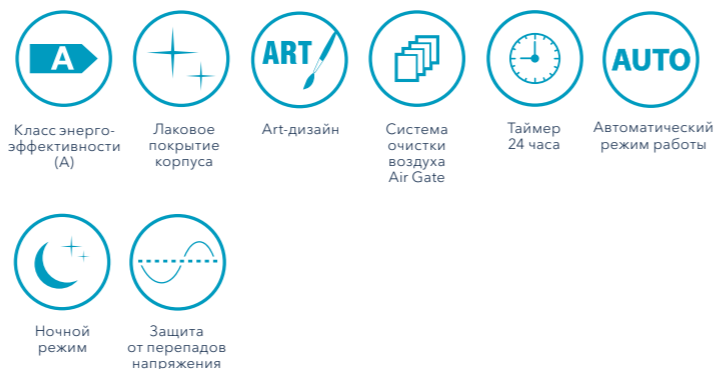 A
ART
AUTO
Класс энерго-
эффективности
(A)
Лаковое
покрытие
корпуса
Art-дизайн
Система
очистки
воздуха
Air Gate
Таймер
24 часа
Автоматический
режим работы
Ночной
режим
Защита
от перепадов
напряжения